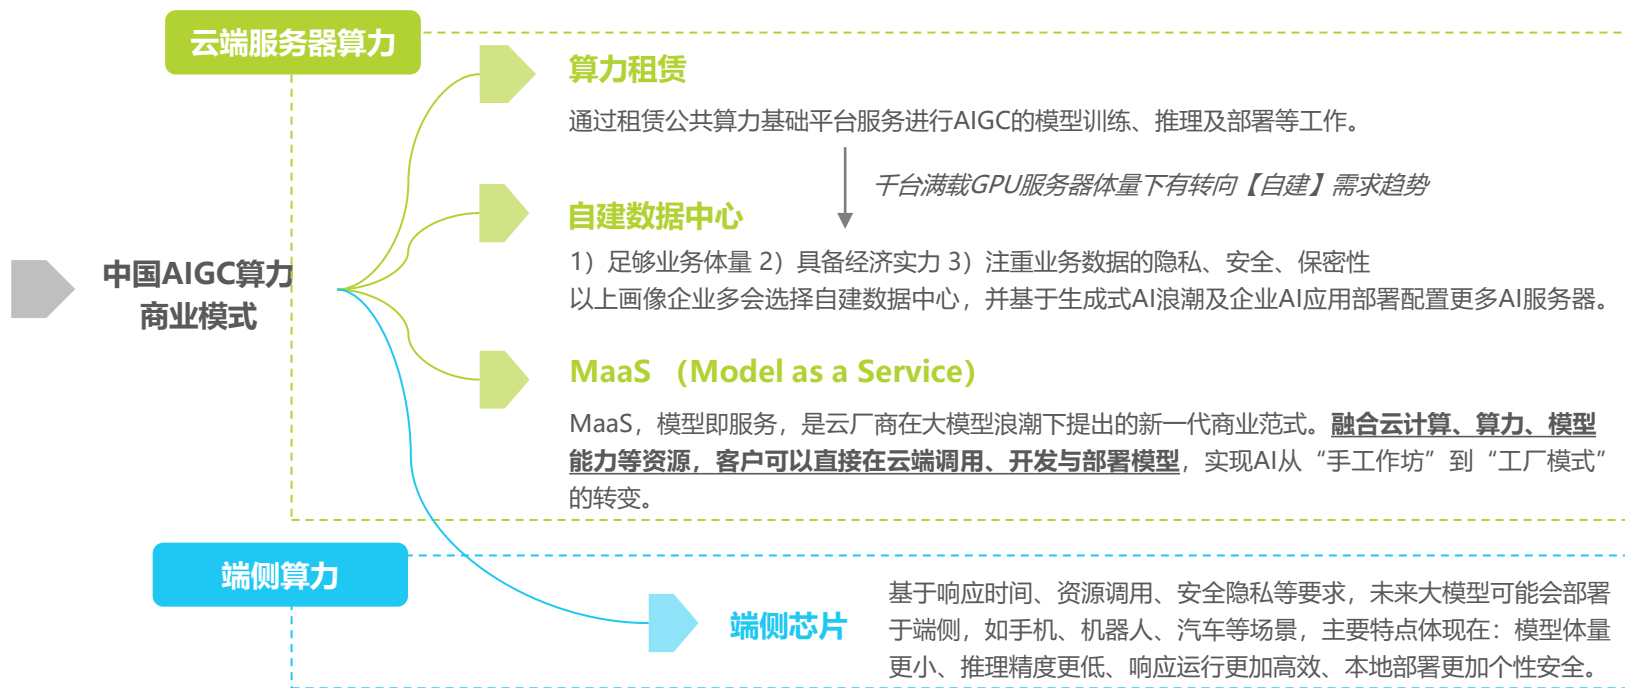 云端服务器算力
算力租赁
通过租赁公共算力基础平台服务进行AIGC的模型训练、推理及部署等工作。
千台满载GPU服务器体量下有转向【自建】需求趋势
自建数据中心
1）足够业务体量 2）具备经济实力 3）注重业务数据的隐私、安全、保密性
以上画像企业多会选择自建数据中心，并基于生成式AI浪潮及企业AI应用部署配置更多AI服务器。
中国AIGC算力
商业模式
MaaS （Model as a Service）
MaaS，模型即服务，是云厂商在大模型浪潮下提出的新一代商业范式。融合云计算、算力、模型
能力等资源，客户可以直接在云端调用、开发与部署模型，实现AI从“手工作坊”到“工厂模式”
的转变。
端侧算力
端侧芯片
基于响应时间、资源调用、安全隐私等要求，未来大模型可能会部署
于端侧，如手机、机器人、汽车等场景，主要特点体现在：模型体量
更小、推理精度更低、响应运行更加高效、本地部署更加个性安全。